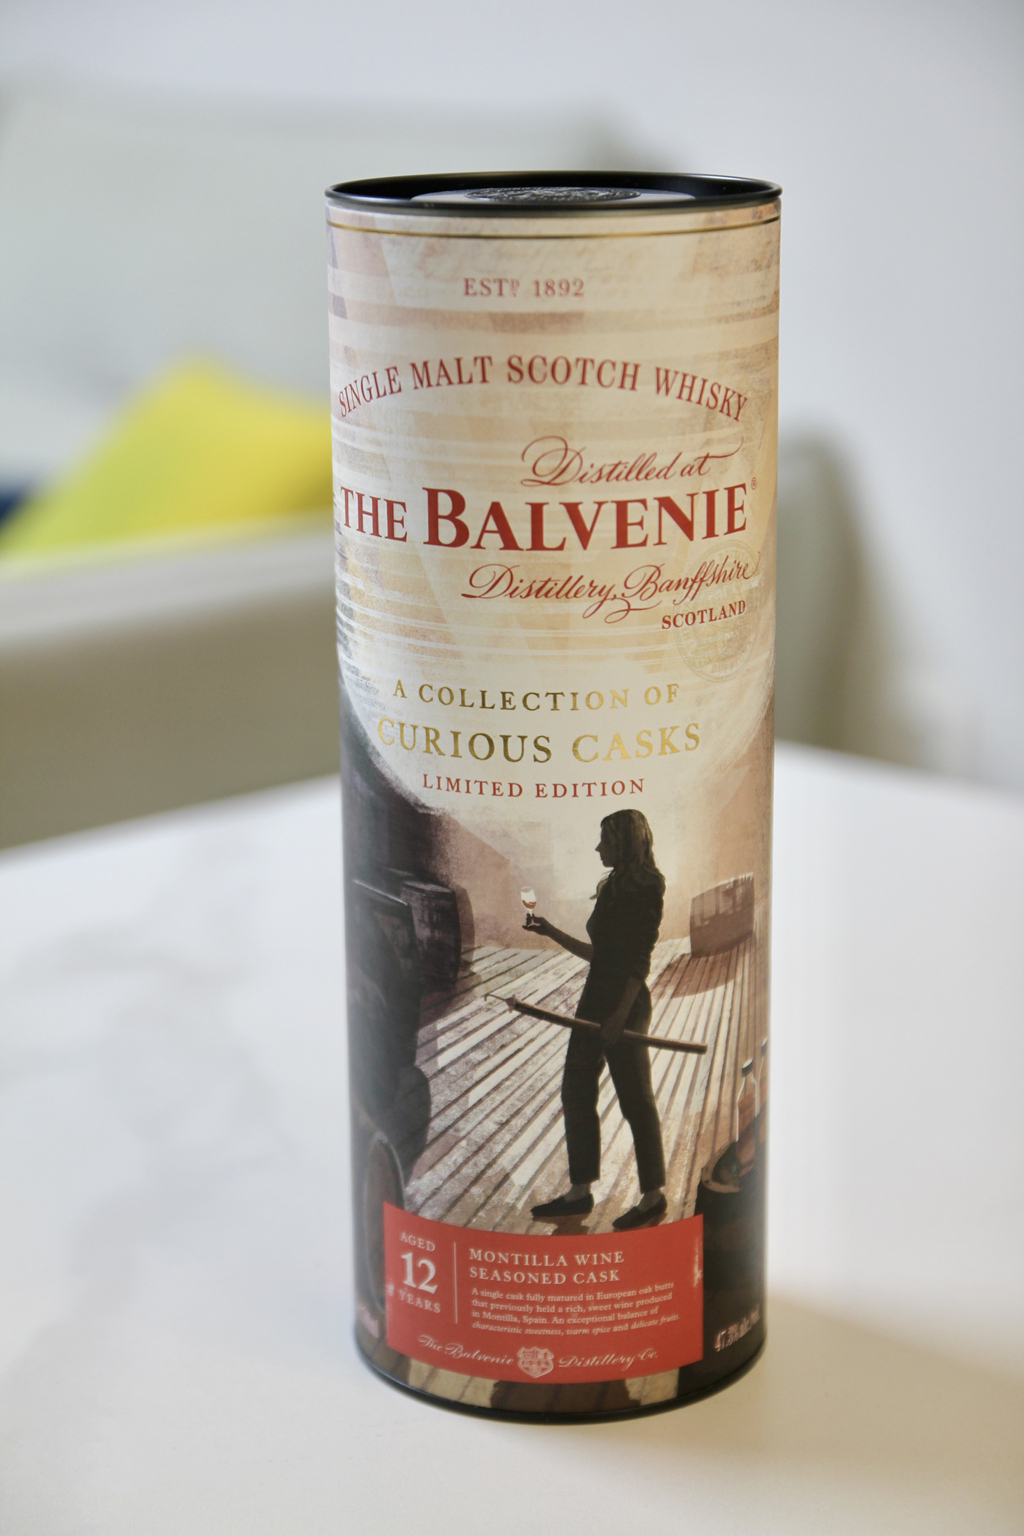 ESTD 1892
SINGLE MALT SCOTCH WHISKY
Distilled at
THE BALVENIE®
Distillery, Banffshire
SCOTLAND
A COLLECTION OF
CURIOUS CASKS
LIMITED EDITION
AGED
12
YEARS
MONTILLA WINE
SEASONED CASK
A single cask fully matured in European oak butts
that previously held a rich, sweet wine produced
in Montilla, Spain. An exceptional balance of
characteristic sweetness, warm spice and delicate fruits.
The Balvenie Distillery Co.